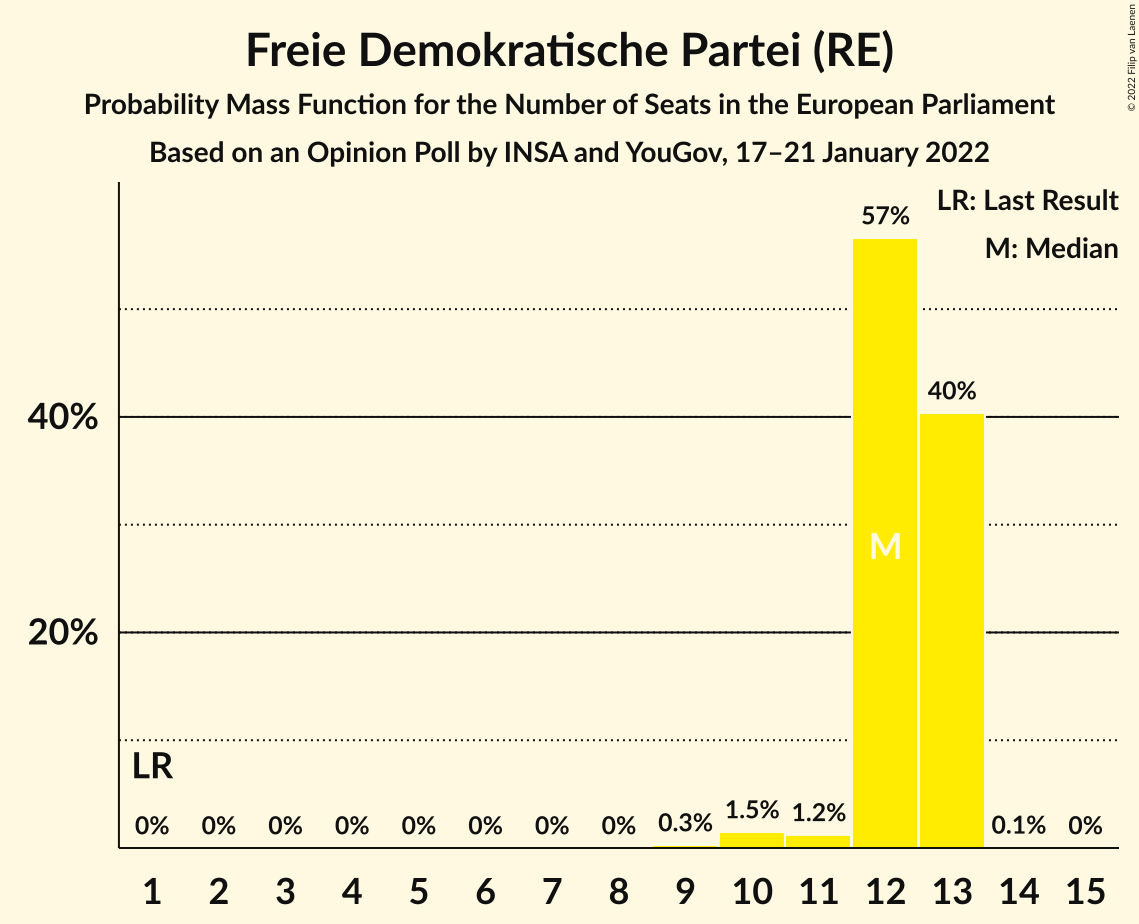 Freie Demokratische Partei (RE)
Probability Mass Function for the Number of Seats in the European Parliament
Based on an Opinion Poll by INSA and YouGov, 17–21 January 2022
© 2022 Filip van Laenen
LR: Last Result
M: Median
57%
40%
40%
M
20%
LR
0% 0% 0% 0% 0% 0% 0% 0% 0.3% 1.5% 1.2% 0.1% 0%
1 2 3 4 5 6 7 8 9 10 11 12 13 14 15